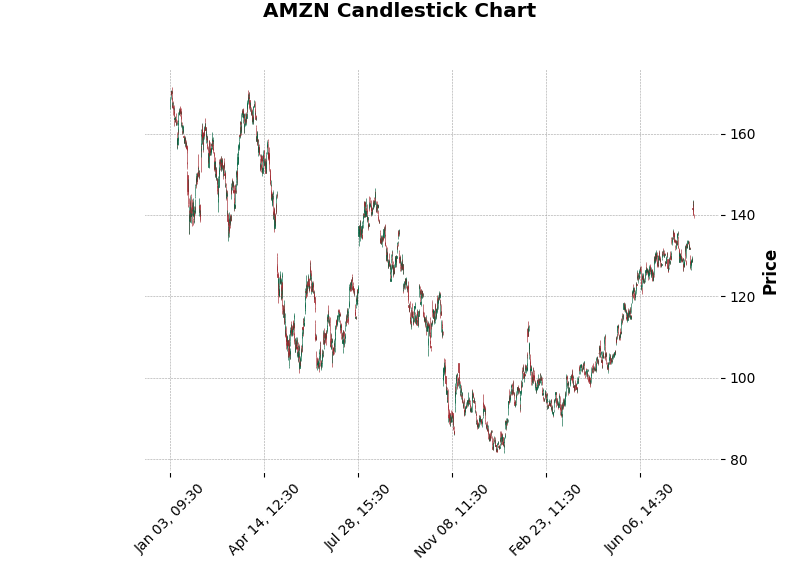 AMZN Candlestick Chart
160
140
120
100
80
Price
Jan 03, 09:30
Apr 14, 12:30
Jul 28, 15:30
Nov 08, 11:30
Feb 23, 11:30
Jun 06, 14:30